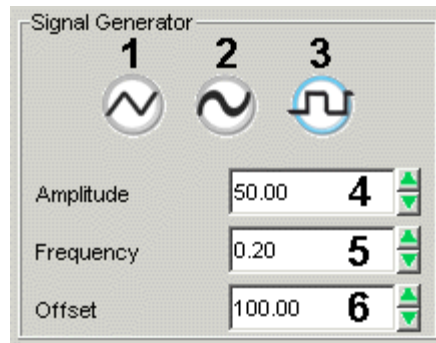 Signal Generator
1 2 3
Amplitude 50.00 4
Frequency 0.20 5
Offset 100.00 6